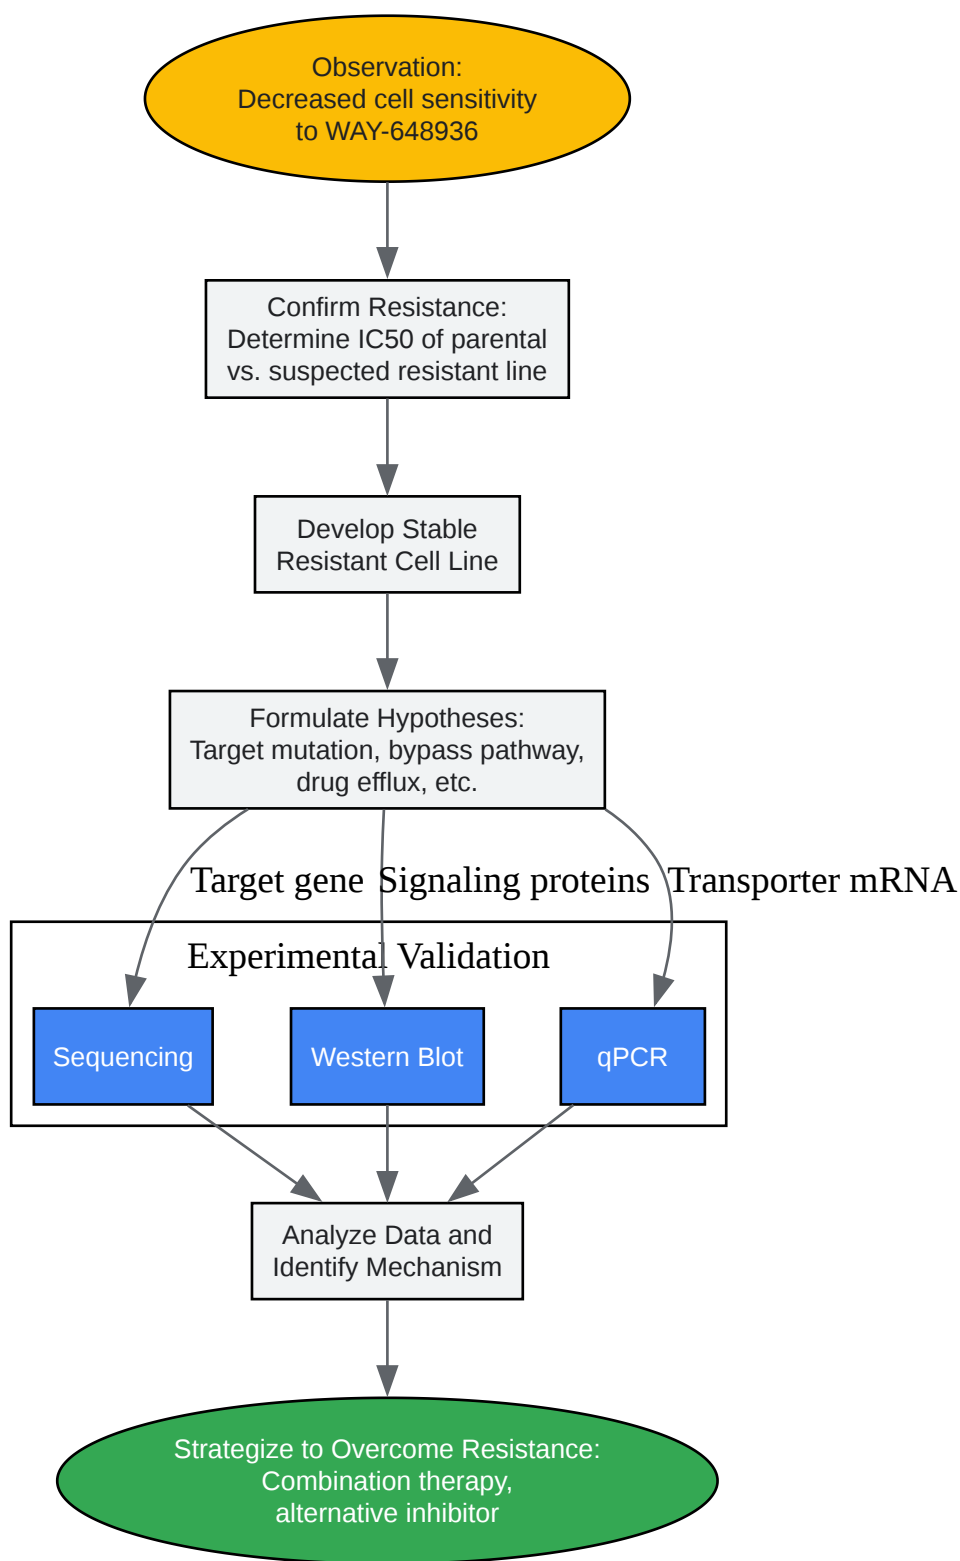 Observation:
Decreased cell sensitivity
to WAY-648936
Confirm Resistance:
Determine IC50 of parental
vs. suspected resistant line
Develop Stable
Resistant Cell Line
Formulate Hypotheses:
Target mutation, bypass pathway,
drug efflux, etc.
Target gene
Signaling proteins
Transporter mRNA
Experimental Validation
Sequencing
Western Blot
qPCR
Analyze Data and
Identify Mechanism
Strategize to Overcome Resistance:
Combination therapy,
alternative inhibitor